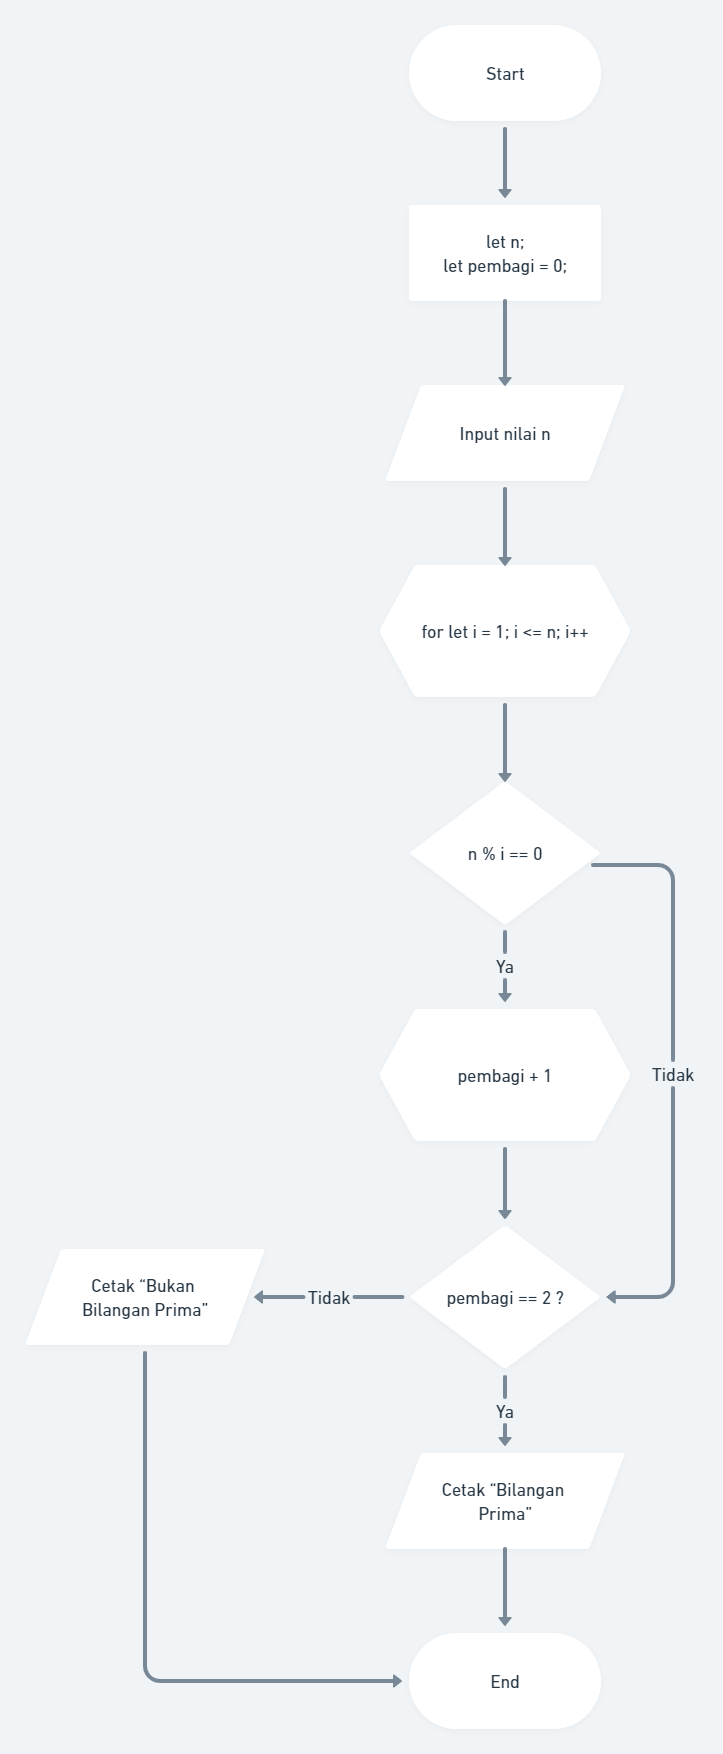 Start
let n;
let pembagi = 0;
Input nilai n
for let i = 1; i <= n; i++
n % i == 0
Ya
pembagi + 1
Tidak
Cetak “Bukan
Bilangan Prima”
Tidak
pembagi == 2 ?
Ya
Cetak “Bilangan
Prima”
End